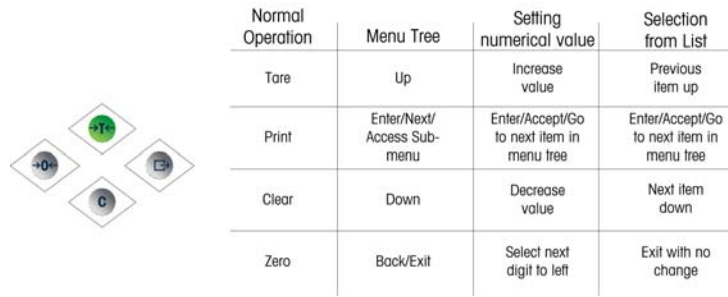 Normal Operation Menu Tree Setting numerical value Selection from List
Tare Up Increase value Previous item up
Print Enter/Next/ Access Sub- menu Enter/Accept/Go to next item in menu tree Enter/Accept/Go to next item in menu tree
Clear Down Decrease value Next item down
Zero Back/Exit Select next digit to left Exit with no change
→T←
→0←
C